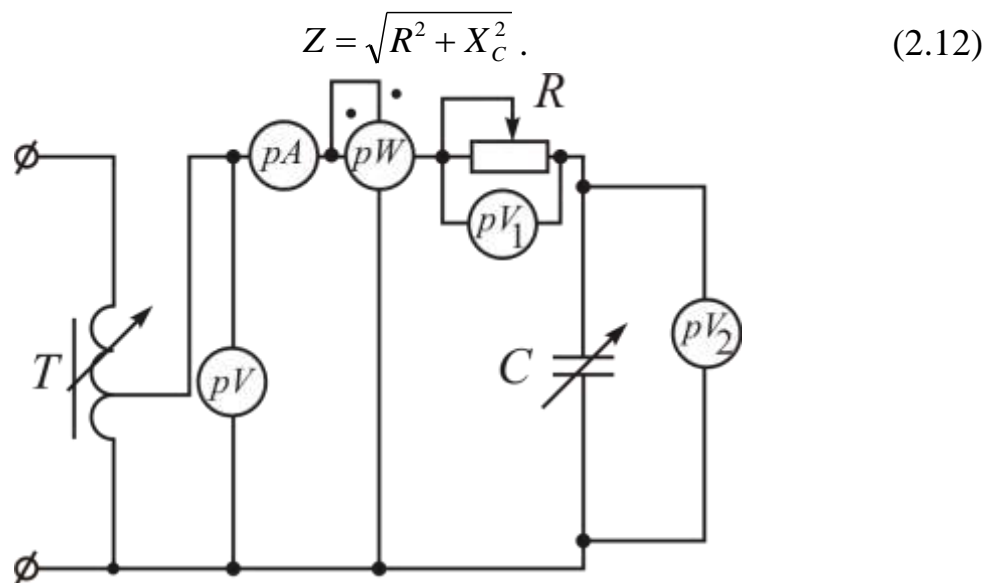 Z = √(R² + X_C²) . (2.12)
R
pA pW
pV₁
T pV C pV₂